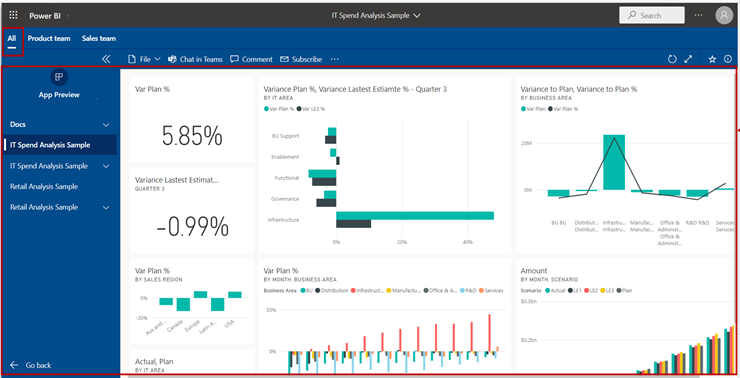 Power BI
IT Spend Analysis Sample
Search
All
Product team
Sales team
File
Chat in Teams
Comment
Subscribe
App Preview
Docs
IT Spend Analysis Sample
IT Spend Analysis Sample
Retail Analysis Sample
Retail Analysis Sample
Go back
Var Plan %
5.85%
Variance Latest Estimat...
QUARTER 3
-0.99%
Var Plan %
BY SALES REGION
0%
-20%
Aus and...
Canada
Europe
Latin A...
USA
Actual, Plan
BY IT AREA
Variance Plan %, Variance Lastest Estiamte % - Quarter 3
BY IT AREA
Var Plan % Var LE3 %
BU Support
Enablement
Functional
Governance
Infrastructure
0% 20% 40%
Var Plan %
BY MONTH, BUSINESS AREA
Business Area BU Distribution Infrastruct... Manufactu... Office & A... R&D Services
50%
0%
Variance to Plan, Variance to Plan %
BY BUSINESS AREA
Var Plan % Var Plan %
20M
0M
BU BU Distribut... Infrastru... Manufac... Office & R&D R&D Services
Distribut... Infrastru... Manufac... Administ... Services
Office &
Administ...
Amount
BY MONTH, SCENARIO
Scenario Actual LE1 LE2 LE3 Plan
$0.3bn
$0.2bn